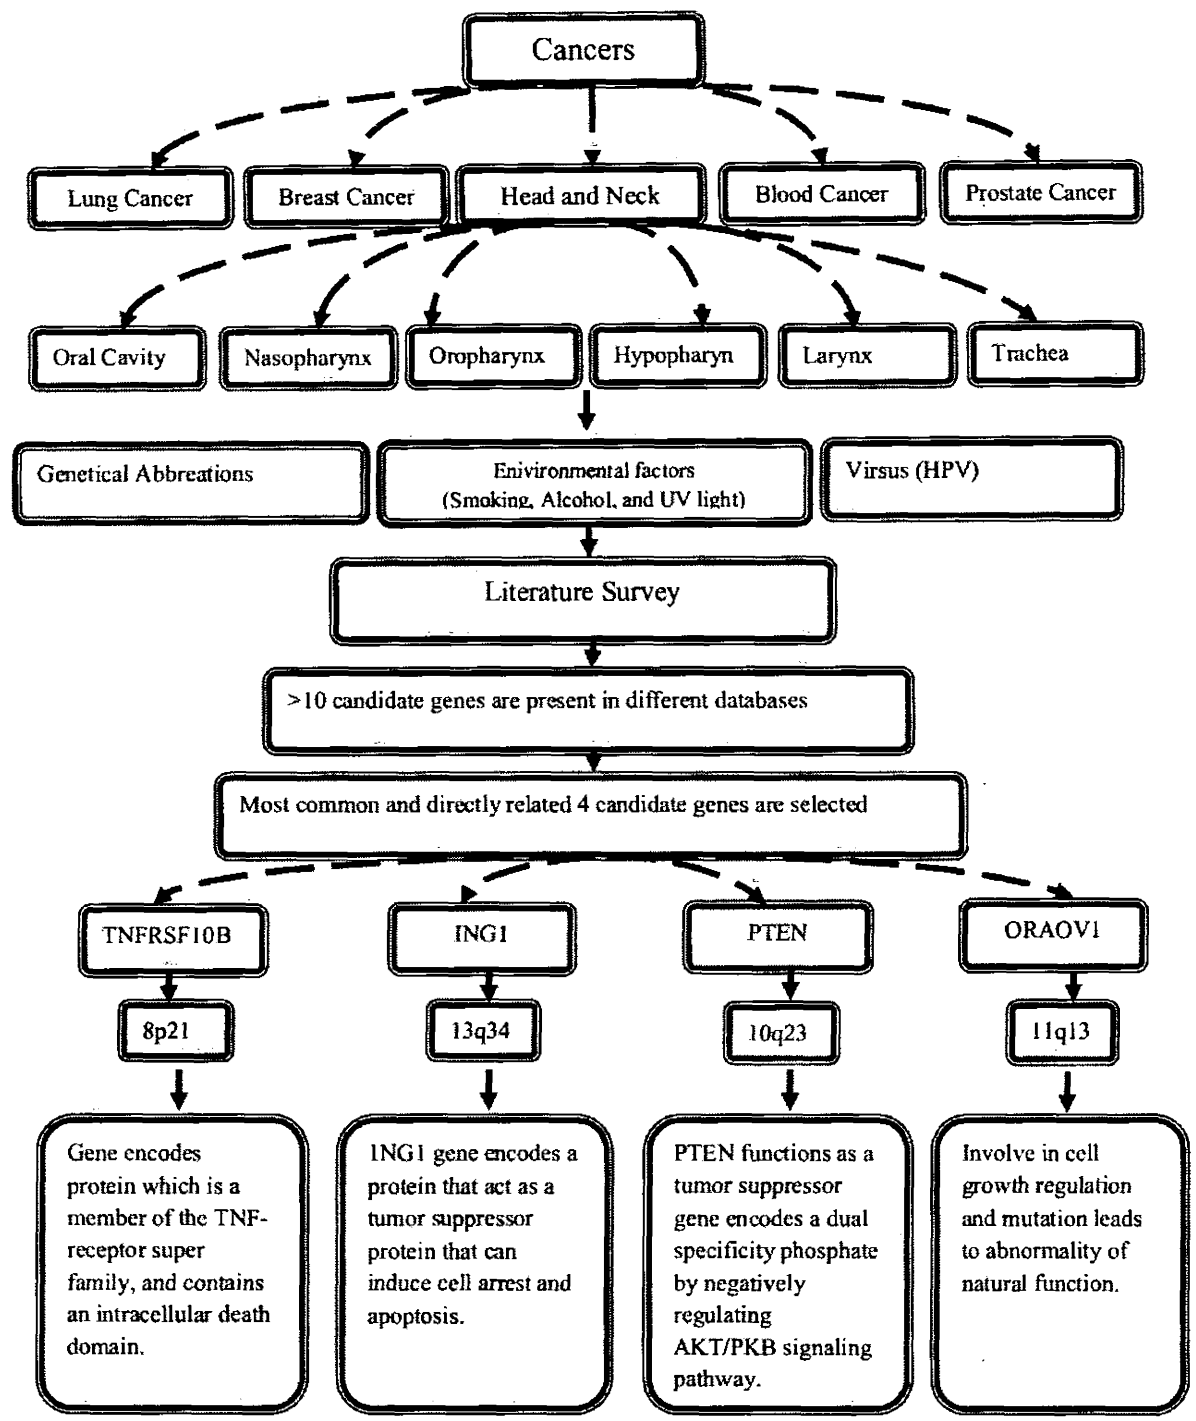 Cancers
Lung Cancer
Breast Cancer
Head and Neck
Blood Cancer
Prostate Cancer
Oral Cavity
Nasopharynx
Oropharynx
Hypopharyn
Larynx
Trachea
Genetical Abbreations
Enivironmental factors
(Smoking, Alcohol, and UV light)
Virsus (HPV)
Literature Survey
>10 candidate genes are present in different databases
Most common and directly related 4 candidate genes are selected
TNFRSF10B
ING1
PTEN
ORAOV1
8p21
13q34
10q23
11q13
Gene encodes
protein which is a
member of the TNF-
receptor super
family, and contains
an intracellular death
domain.
ING1 gene encodes a
protein that act as a
tumor suppressor
protein that can
induce cell arrest and
apoptosis.
PTEN functions as a
tumor suppressor
gene encodes a dual
specificity phosphate
by negatively
regulating
AKT/PKB signaling
pathway.
Involve in cell
growth regulation
and mutation leads
to abnormality of
natural function.